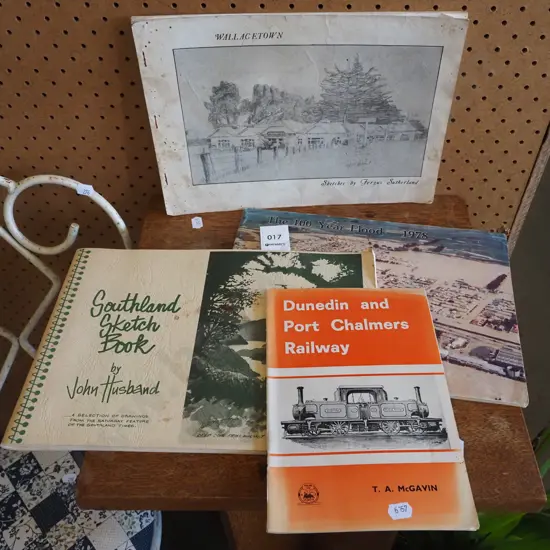 WALLACETOWN
Sketches by Fergus Sutherland
017
The 100 Year Flood - 1978
Southland
Sketch
Book
by
John Husband
...A SELECTION OF DRAWINGS
FROM THE SATURDAY FEATURE
OF THE SOUTHLAND TIMES...
Dunedin and
Port Chalmers
Railway
T. A. McGAVIN